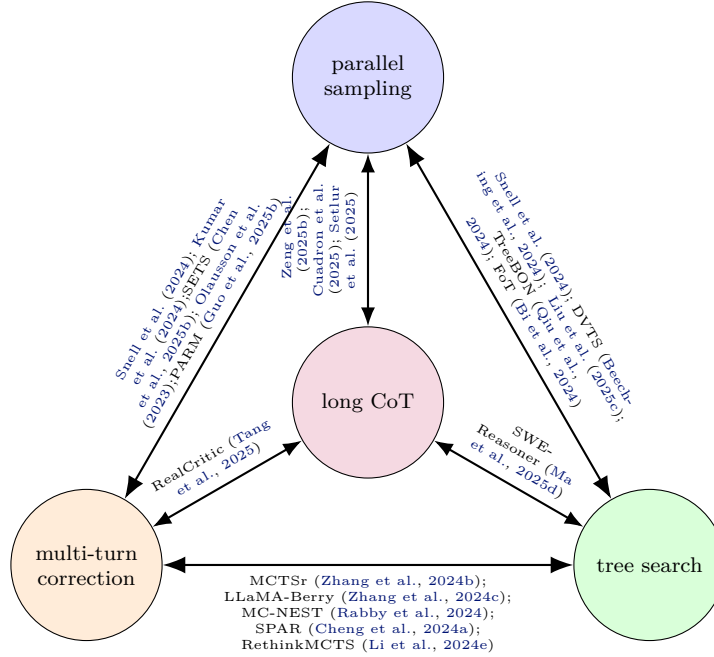 parallel
sampling
Snell et al. (2024); Kumar
et al. (2024);SETS (Chen
et al., 2025b); Olausson et al.
(2023);PARM (Guo et al., 2025b)
Zeng et al.
(2025b);
Cuadron et al.
(2025); Setlur
et al. (2025)
Snell et al. (2024); DVTS (Beech-
ing et al., 2024); Liu et al. (2025c);
TreeBON (Qiu et al.,
2024); FoT (Bi et al., 2024)
long CoT
RealCritic (Tang
et al., 2025)
SWE-
Reasoner (Ma
et al., 2025d)
multi-turn
correction
tree search
MCTSr (Zhang et al., 2024b);
LLaMA-Berry (Zhang et al., 2024c);
MC-NEST (Rabby et al., 2024);
SPAR (Cheng et al., 2024a);
RethinkMCTS (Li et al., 2024e)